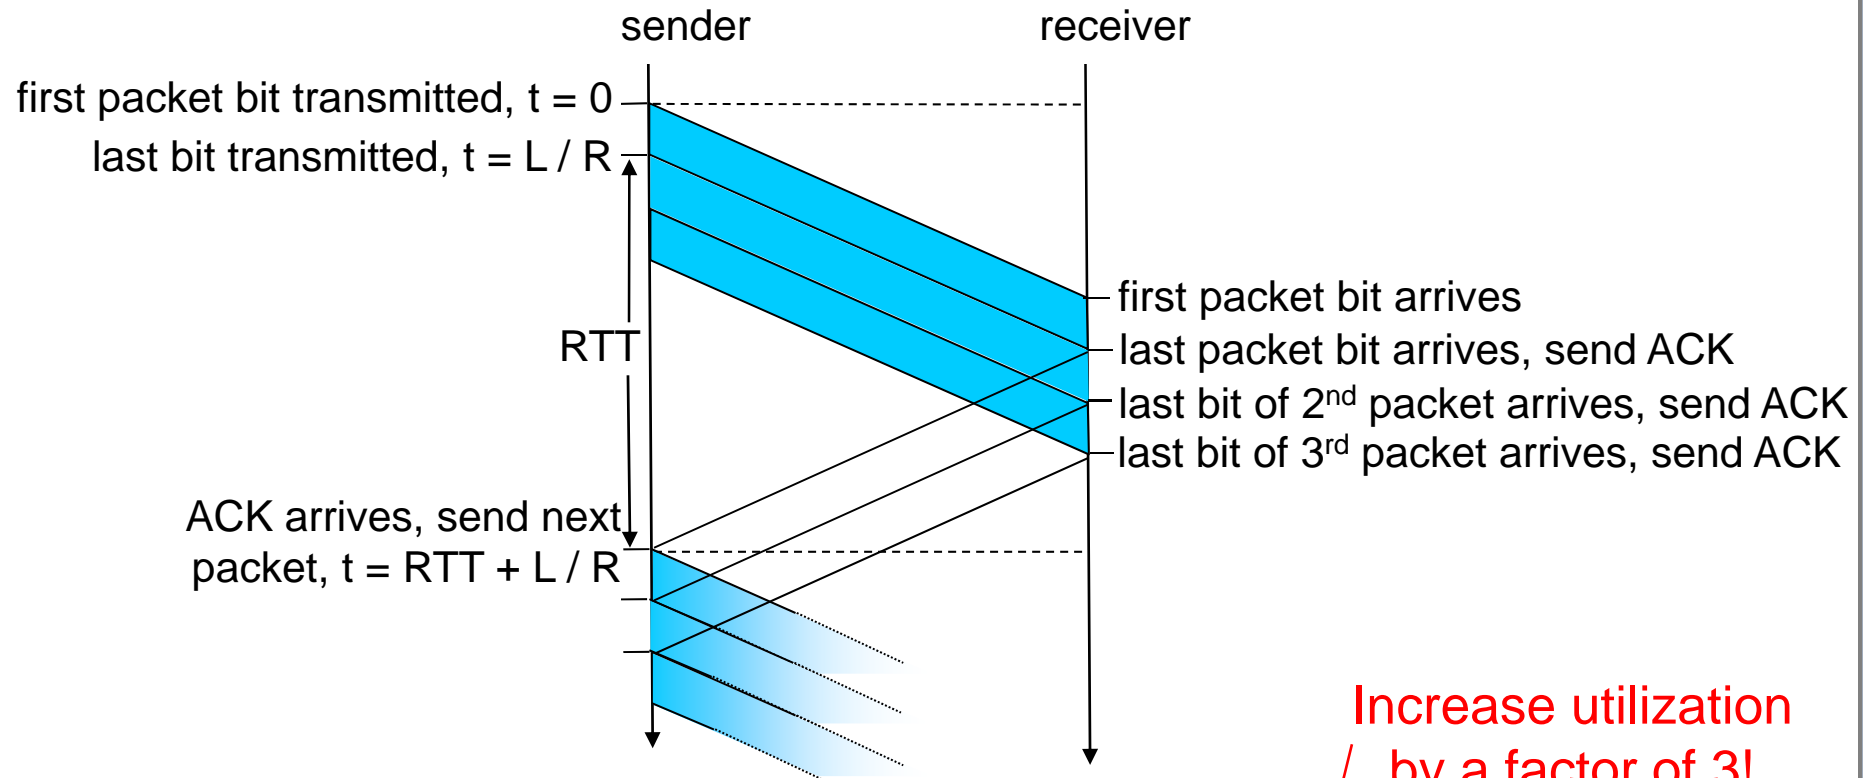 sender
receiver
first packet bit transmitted, t = 0
last bit transmitted, t = L / R
first packet bit arrives
RTT
last packet bit arrives, send ACK
last bit of 2nd packet arrives, send ACK
last bit of 3rd packet arrives, send ACK
ACK arrives, send next
packet, t = RTT + L / R
Increase utilization
by a factor of 3!